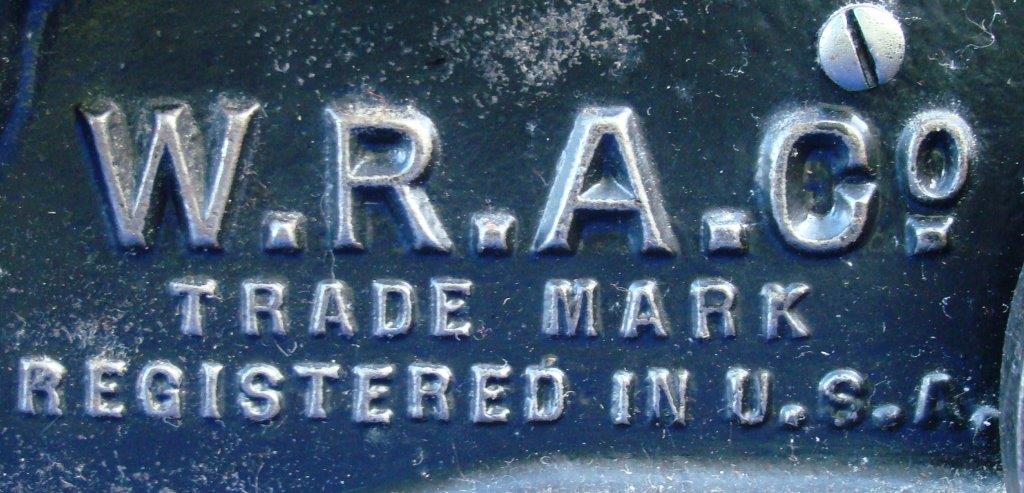 W.R.A.Cº.
TRADE MARK
REGISTERED IN U.S.A.